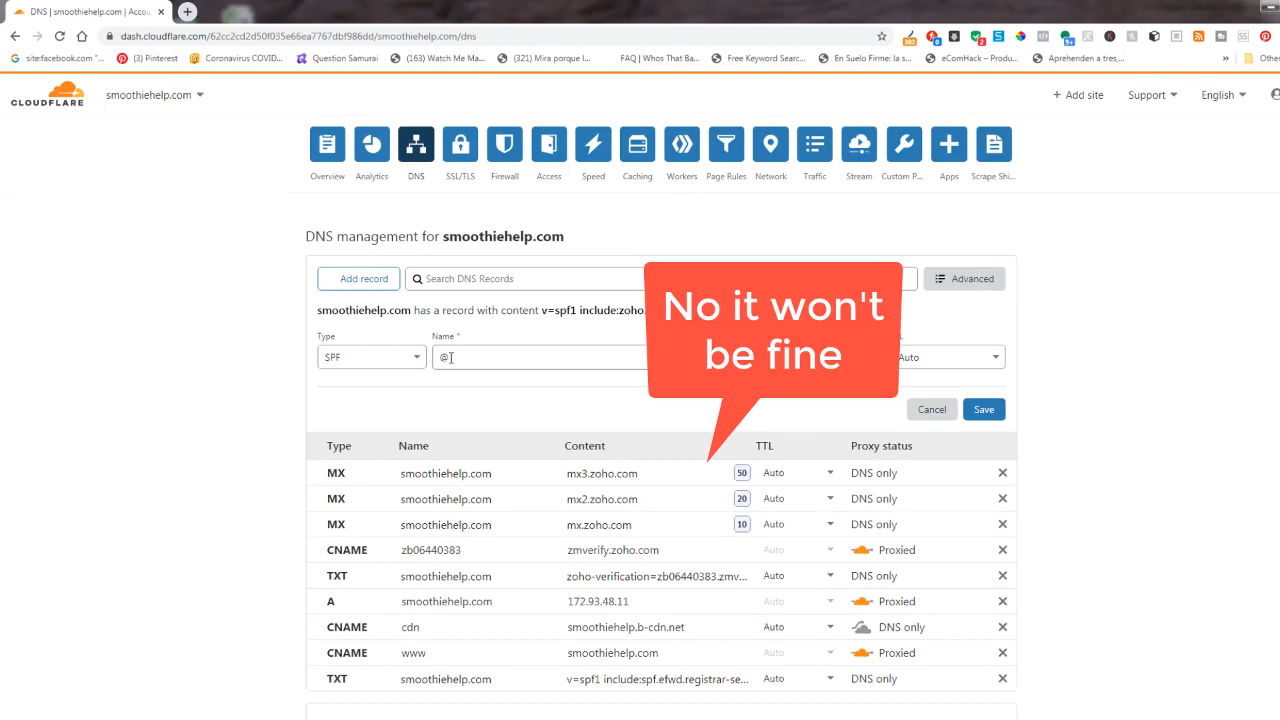 DNS | smoothiehelp.com | Accou
dash.cloudflare.com/62cc2cd2d50f035e66ea7767dbf986dd/smoothiehelp.com/dns
site:facebook.com "...
(3) Pinterest
Coronavirus COVID...
Question Samurai
(163) Watch Me Ma...
(321) Mira porque l...
FAQ | Whos That Ba...
Free Keyword Searc...
En Suelo Firme: la s...
eComHack – Produ...
Aprehenden a tres,...
»
Othe
CLOUDFLARE
smoothiehelp.com
+ Add site
Support
English
Overview
Analytics
DNS
SSL/TLS
Firewall
Access
Speed
Caching
Workers
Page Rules
Network
Traffic
Stream
Custom P...
Apps
Scrape Shi...
DNS management for smoothiehelp.com
Add record
Search DNS Records
Advanced
smoothiehelp.com has a record with content v=spf1 include:zoho.
No it won't
be fine
Type
Name *
SPF
@
Auto
Cancel
Save
Type Name Content TTL Proxy status
MX smoothiehelp.com mx3.zoho.com 50 Auto DNS only
MX smoothiehelp.com mx2.zoho.com 20 Auto DNS only
MX smoothiehelp.com mx.zoho.com 10 Auto DNS only
CNAME zb06440383 zmverify.zoho.com Auto Proxied
TXT smoothiehelp.com zoho-verification=zb06440383.zmv... Auto DNS only
A smoothiehelp.com 172.93.48.11 Auto Proxied
CNAME cdn smoothiehelp.b-cdn.net Auto DNS only
CNAME www smoothiehelp.com Auto Proxied
TXT smoothiehelp.com v=spf1 include:spf.efwd.registrar-se... Auto DNS only